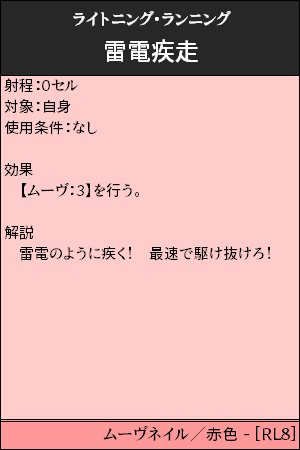 ライトニング・ランニング
雷電疾走
射程：0セル
対象：自身
使用条件：なし
効果
【ムーヴ：3】を行う。
解説
雷電のように疾く！　最速で駆け抜けろ！
ムーヴネイル／赤色 - [RL8]